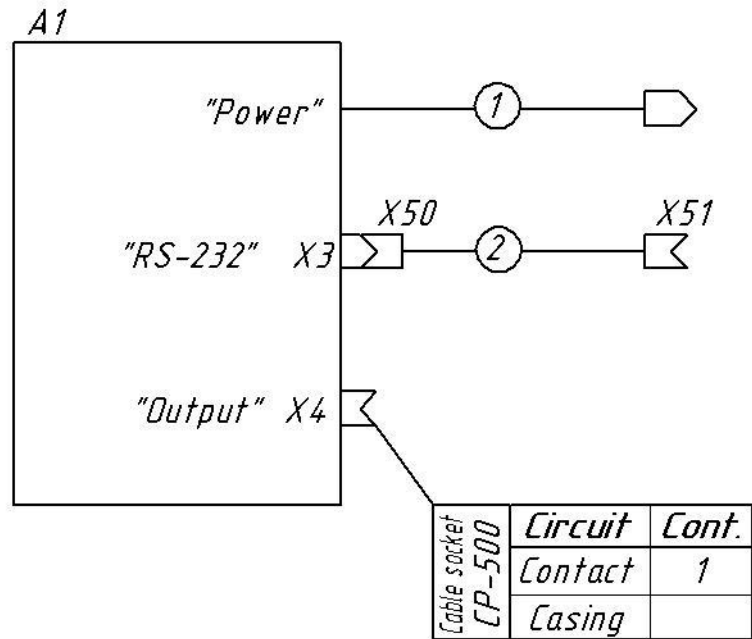 A1
"Power"
1
X50
X51
"RS-232" X3
2
"Output" X4
Cable socket
CP-500
Circuit Cont.
Contact 1
Casing